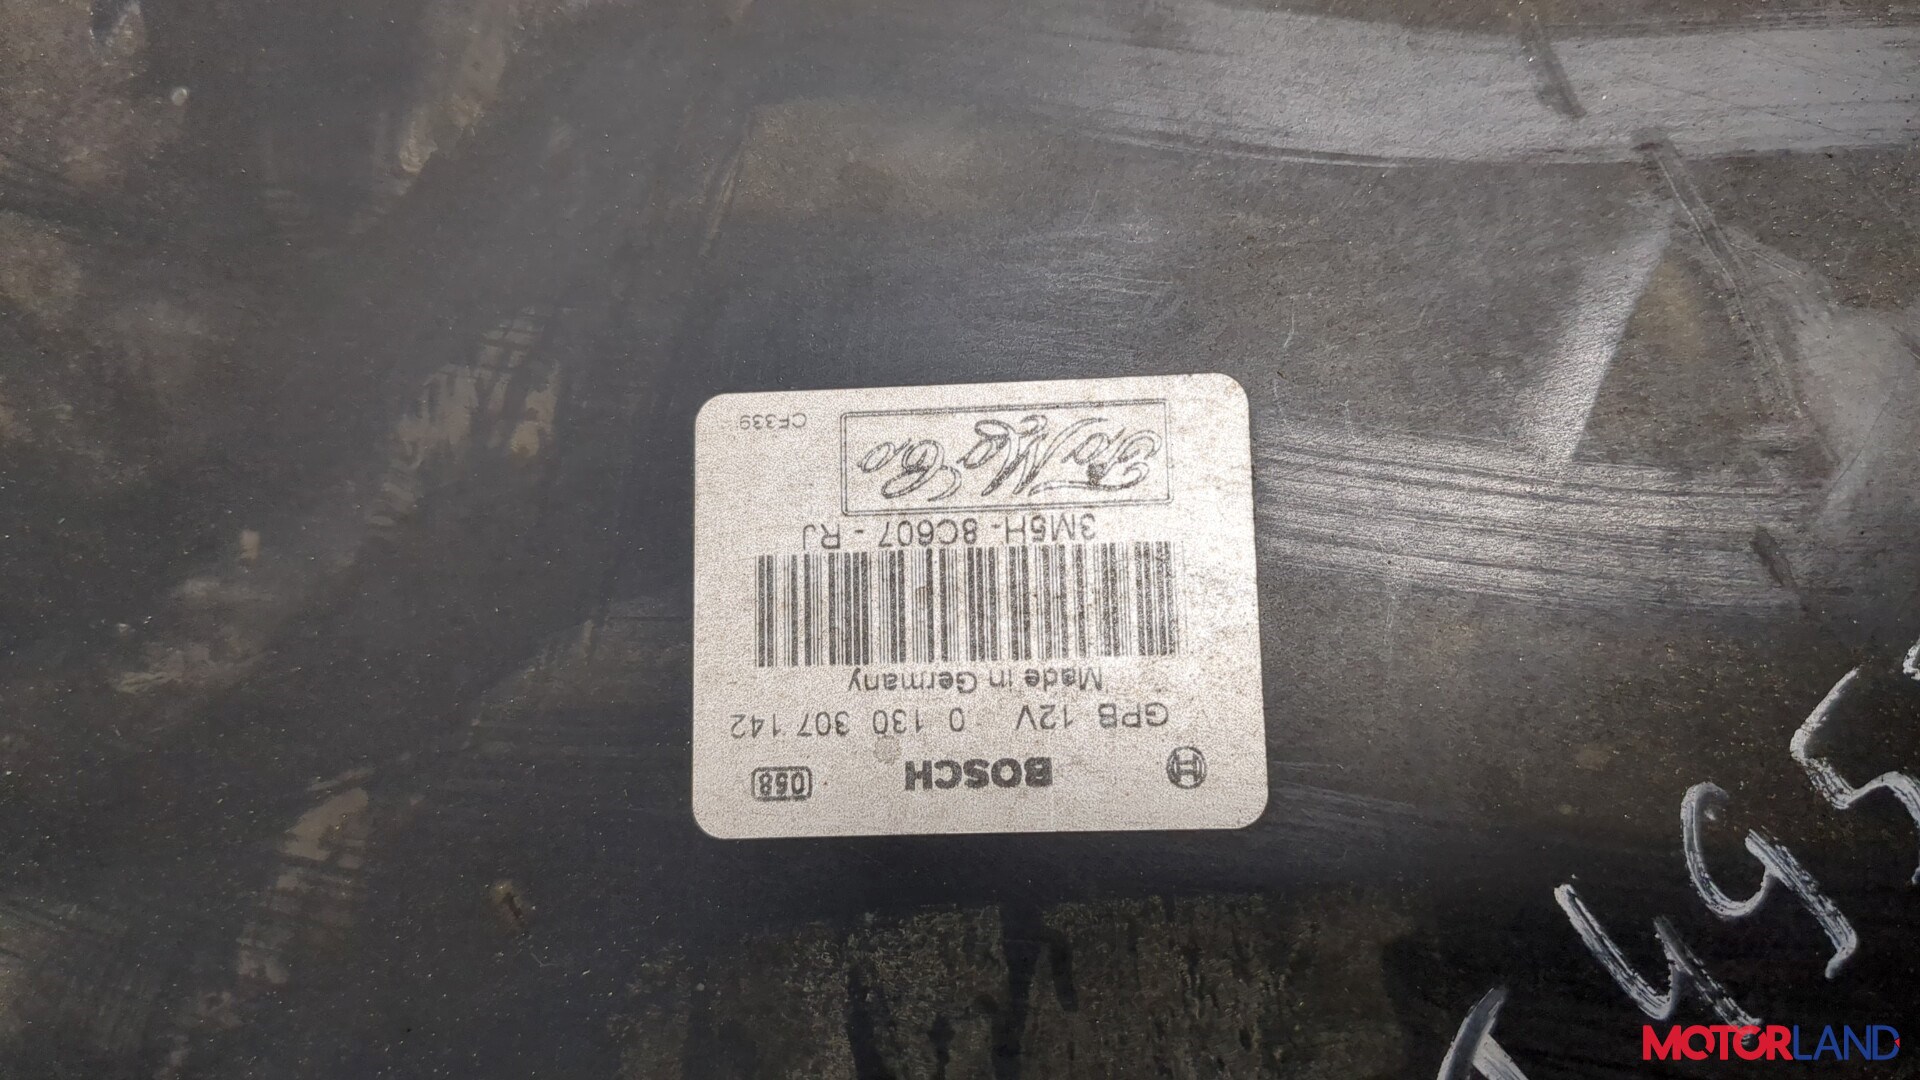 BOSCH
068
GPB 12V 0 130 307 142
Made in Germany
3M5H-8C607-RJ
FoMoCo
CF339
MOTORLAND